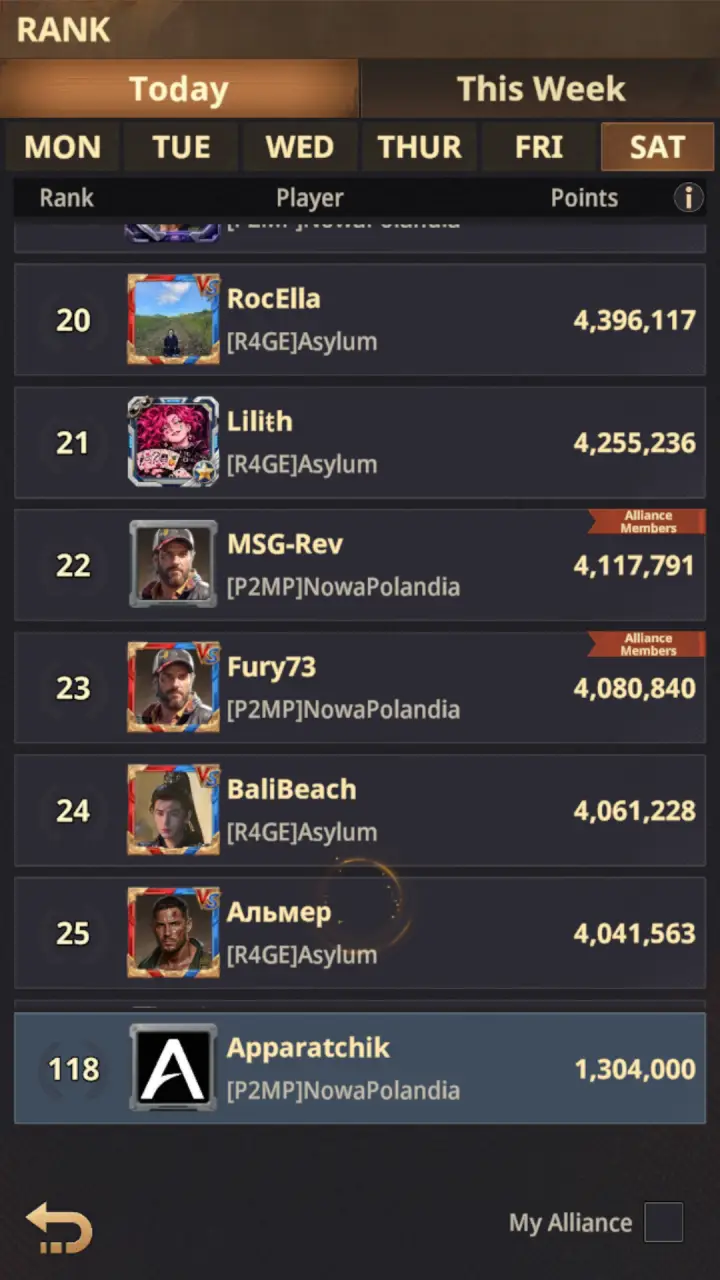 RANK
Today This Week
MON TUE WED THUR FRI SAT
Rank Player Points
[P2MP]NowaPolandia
20 RocElla 4,396,117
[R4GE]Asylum
21 Lilith 4,255,236
[R4GE]Asylum
Alliance
Members
22 MSG-Rev 4,117,791
[P2MP]NowaPolandia
Alliance
Members
23 Fury73 4,080,840
[P2MP]NowaPolandia
24 BaliBeach 4,061,228
[R4GE]Asylum
25 Альмер 4,041,563
[R4GE]Asylum
118 Apparatchik 1,304,000
[P2MP]NowaPolandia
My Alliance